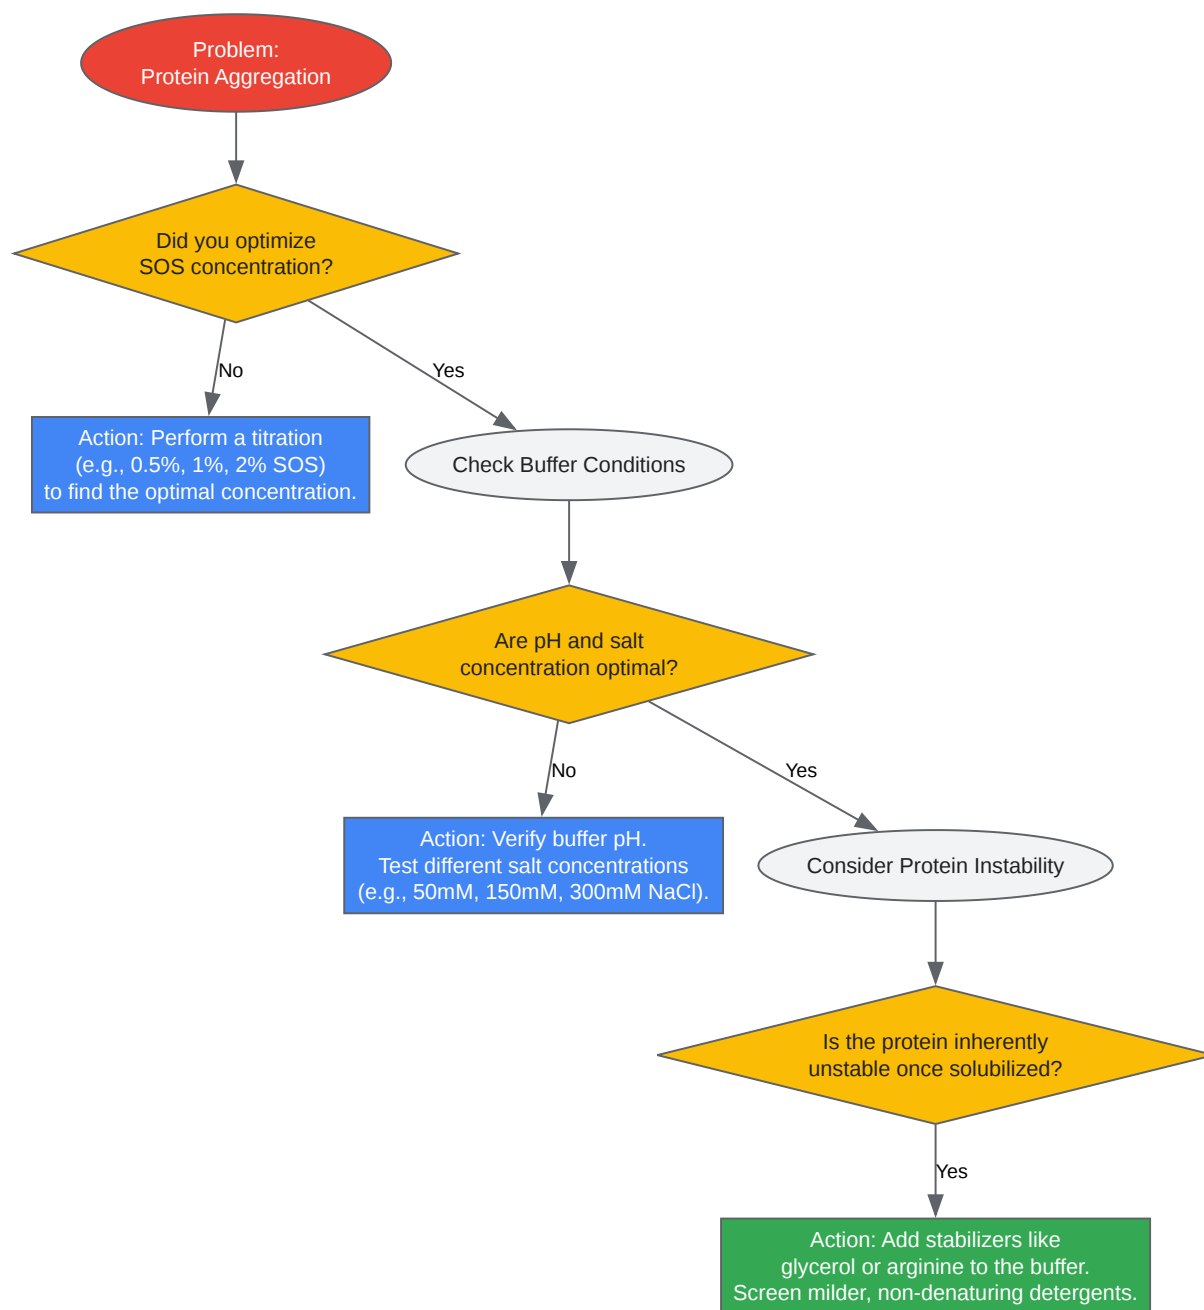 Problem:
Protein Aggregation
Did you optimize
SOS concentration?
No
Yes
Action: Perform a titration
(e.g., 0.5%, 1%, 2% SOS)
to find the optimal concentration.
Check Buffer Conditions
Are pH and salt
concentration optimal?
No
Yes
Action: Verify buffer pH.
Test different salt concentrations
(e.g., 50mM, 150mM, 300mM NaCl).
Consider Protein Instability
Is the protein inherently
unstable once solubilized?
Yes
Action: Add stabilizers like
glycerol or arginine to the buffer.
Screen milder, non-denaturing detergents.